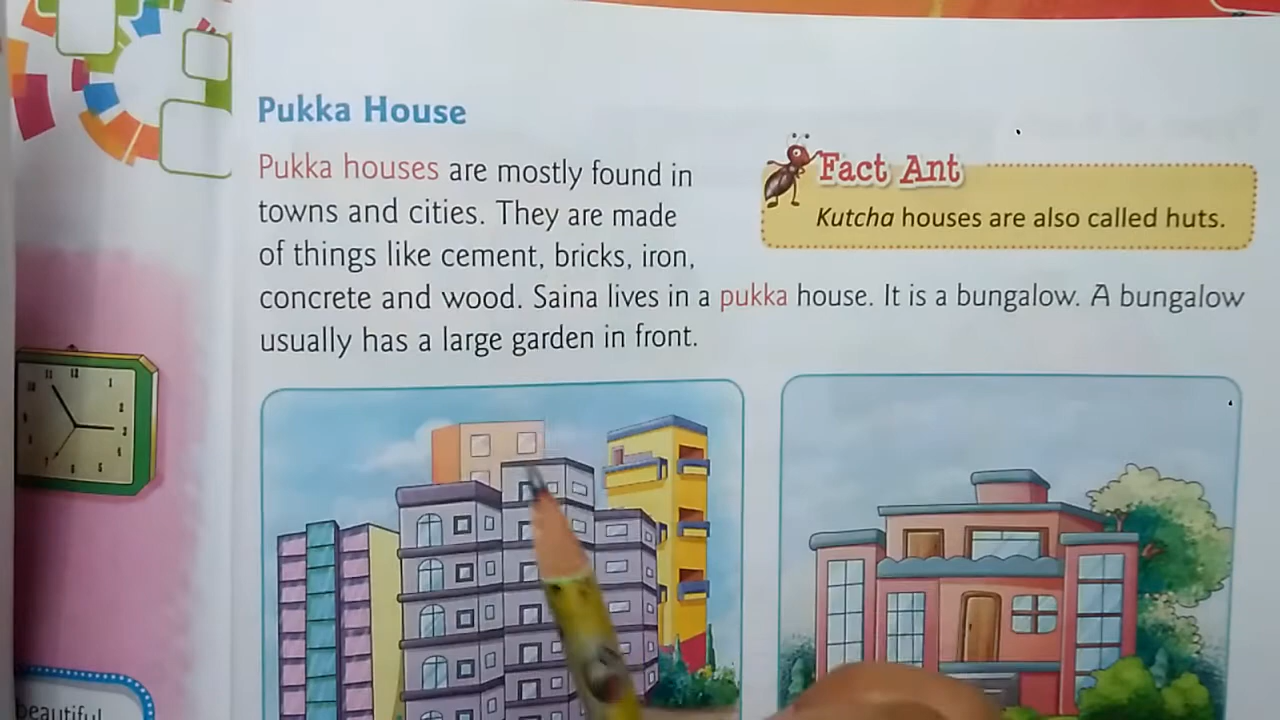 Pukka House
Pukka houses are mostly found in
towns and cities. They are made
of things like cement, bricks, iron,
concrete and wood. Saina lives in a pukka house. It is a bungalow. A bungalow
usually has a large garden in front.
Fact Ant
Kutcha houses are also called huts.
beautiful